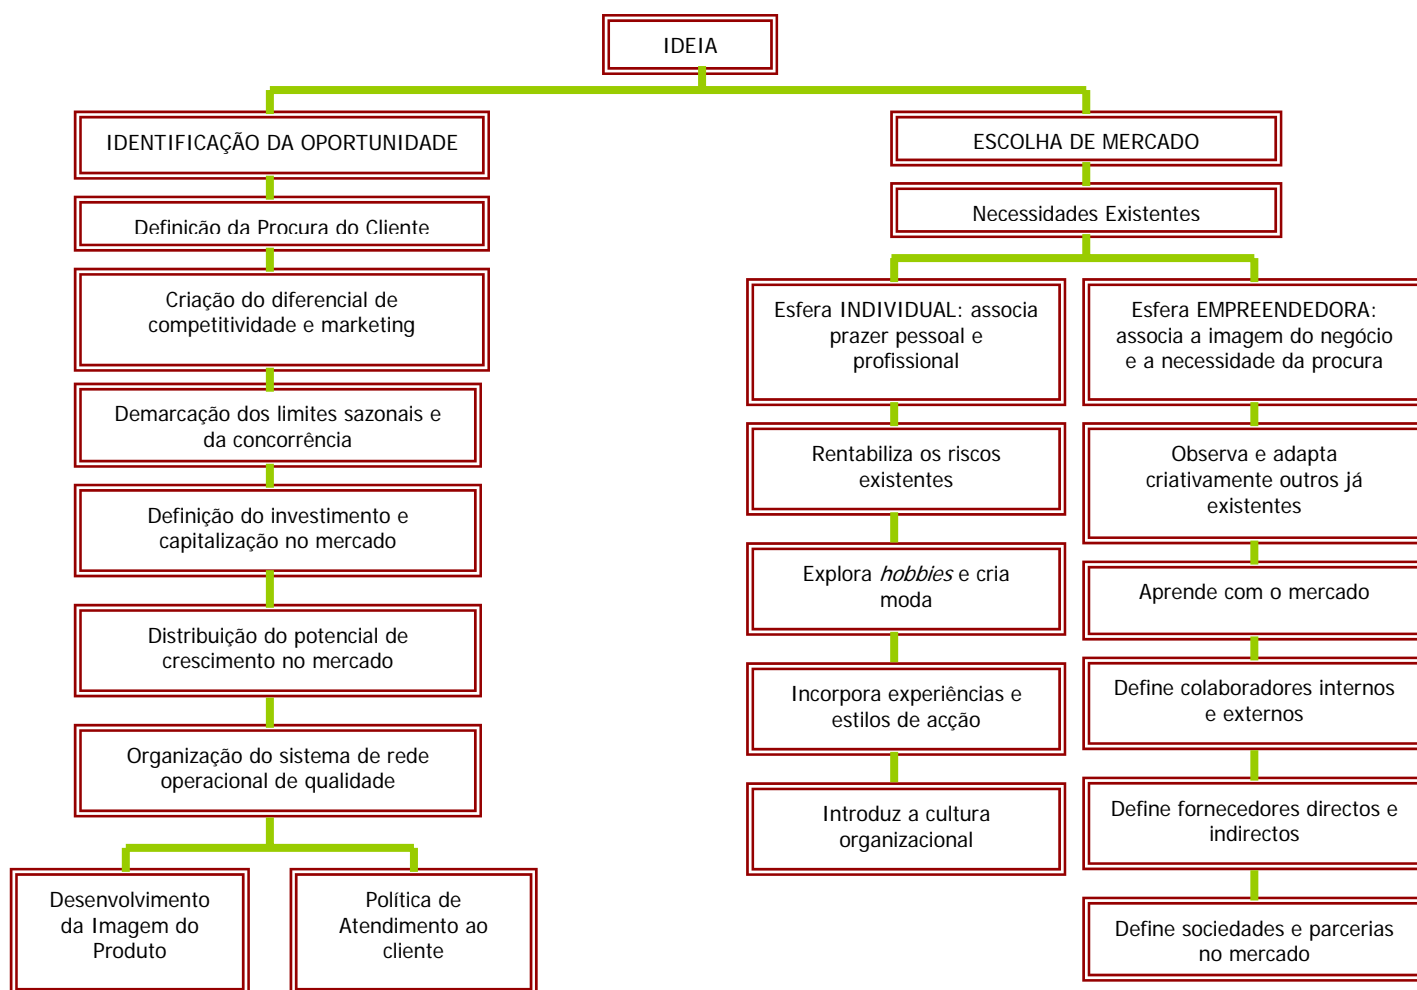 IDEIA
IDENTIFICAÇÃO DA OPORTUNIDADE
Definição da Procura do Cliente
Criação do diferencial de
competitividade e marketing
Demarcação dos limites sazonais e
da concorrência
Definição do investimento e
capitalização no mercado
Distribuição do potencial de
crescimento no mercado
Organização do sistema de rede
operacional de qualidade
Desenvolvimento
da Imagem do
Produto
Política de
Atendimento ao
cliente
ESCOLHA DE MERCADO
Necessidades Existentes
Esfera INDIVIDUAL: associa
prazer pessoal e
profissional
Rentabiliza os riscos
existentes
Explora hobbies e cria
moda
Incorpora experiências e
estilos de acção
Introduz a cultura
organizacional
Esfera EMPREENDEDORA:
associa a imagem do negócio
e a necessidade da procura
Observa e adapta
criativamente outros já
existentes
Aprende com o mercado
Define colaboradores internos
e externos
Define fornecedores directos e
indirectos
Define sociedades e parcerias
no mercado